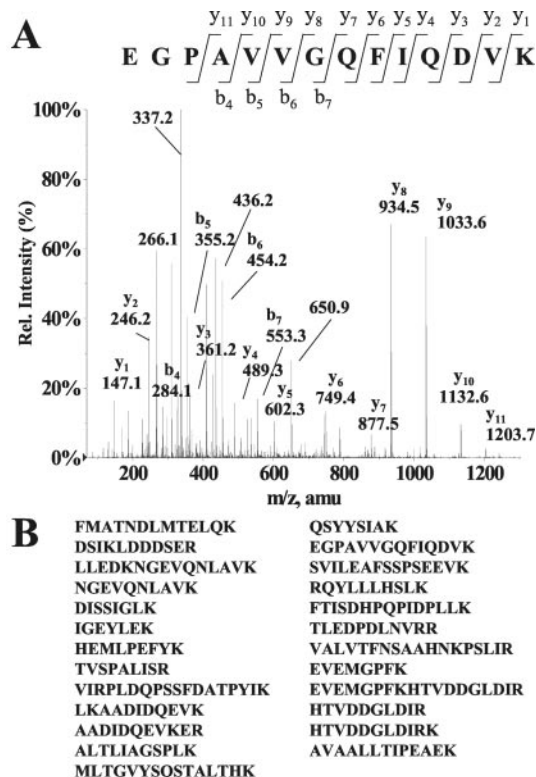 A
y11 y10 y9 y8 y7 y6 y5 y4 y3 y2 y1
E G P A V V G Q F I Q D V K
b4 b5 b6 b7
100%
80%
60%
40%
20%
0%
Rel. Intensity (%)
337.2
266.1
y2
246.2
y1
147.1
b4
284.1
b5
355.2
436.2
b6
454.2
y3
361.2
y4
489.3
b7
553.3
650.9
y5
602.3
y6
749.4
y7
877.5
y8
934.5
y9
1033.6
y10
1132.6
y11
1203.7
200 400 600 800 1000 1200
m/z, amu
B
FMATNDLMTELQK
DSIKLDDDSER
LLEDKNGEVQNLAVK
NGEVQNLAVK
DISSIGLK
IGEYLEK
HEMLPEFYK
TVSPALISR
VIRPLDQPSSFDATPYIK
LKAADIDQEVK
AADIDQEVKER
ALTLIAGSPLK
MLTGVYSQSTALTHK
QSYYSIAK
EGPAVVGQFIQDVK
SVILEAFSSPSEEVK
RQYLLLHSLK
FTISDHPQPIDPLLK
TLEDPDLNVRR
VALVTFNSAAHNKPSLIR
EVEMGPFK
EVEMGPFKHTVDDGLDIR
HTVDDGLDIR
HTVDDGLDIRK
AVAALLTIPEAEK